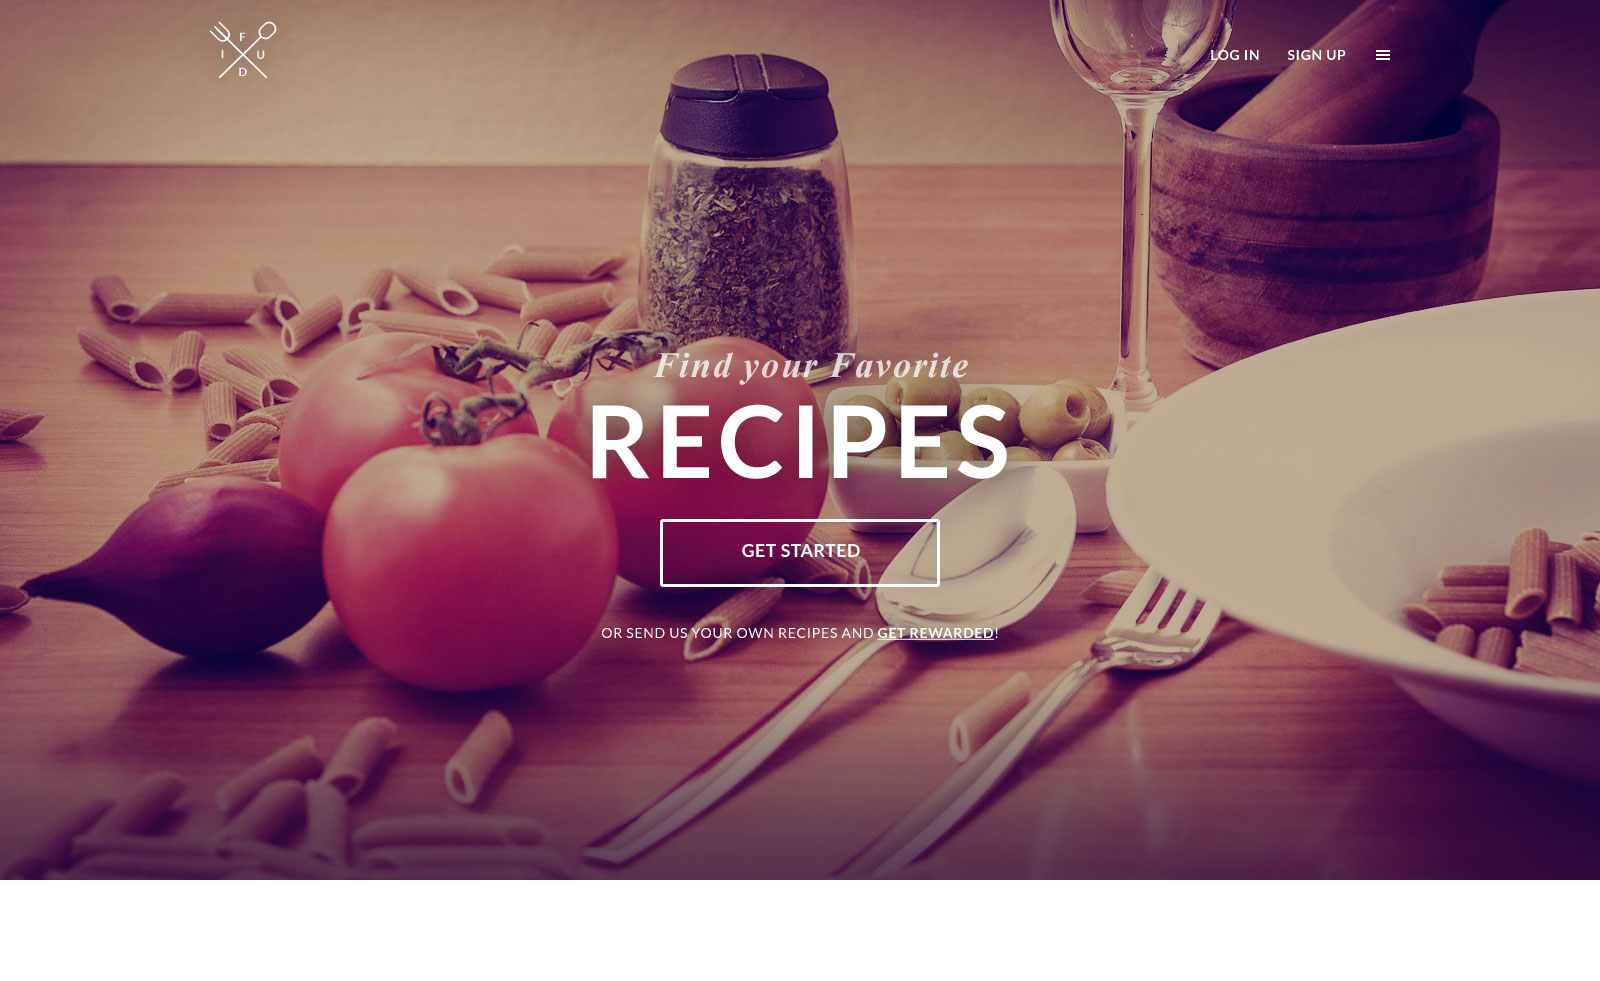 F
I U
D
LOG IN SIGN UP
Find your Favorite
RECIPES
GET STARTED
OR SEND US YOUR OWN RECIPES AND GET REWARDED!